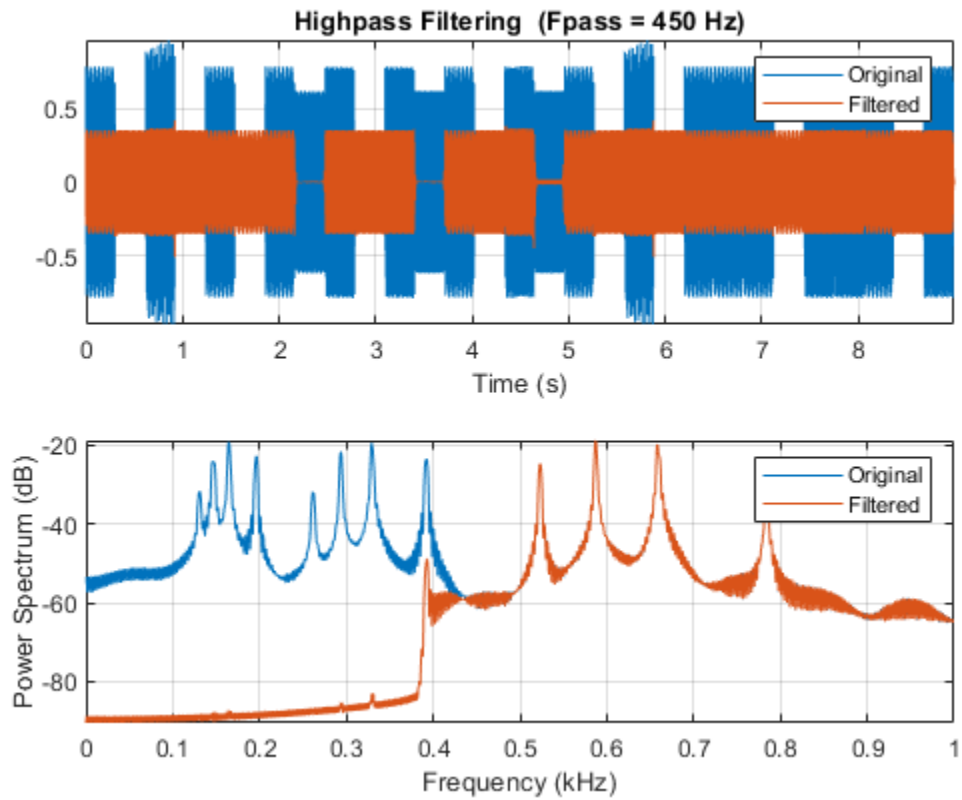 Highpass Filtering (Fpass = 450 Hz)
Original
Filtered
0.5
0
-0.5
0 1 2 3 4 5 6 7 8
Time (s)
Power Spectrum (dB)
-20
-40
-60
-80
Original
Filtered
0 0.1 0.2 0.3 0.4 0.5 0.6 0.7 0.8 0.9 1
Frequency (kHz)